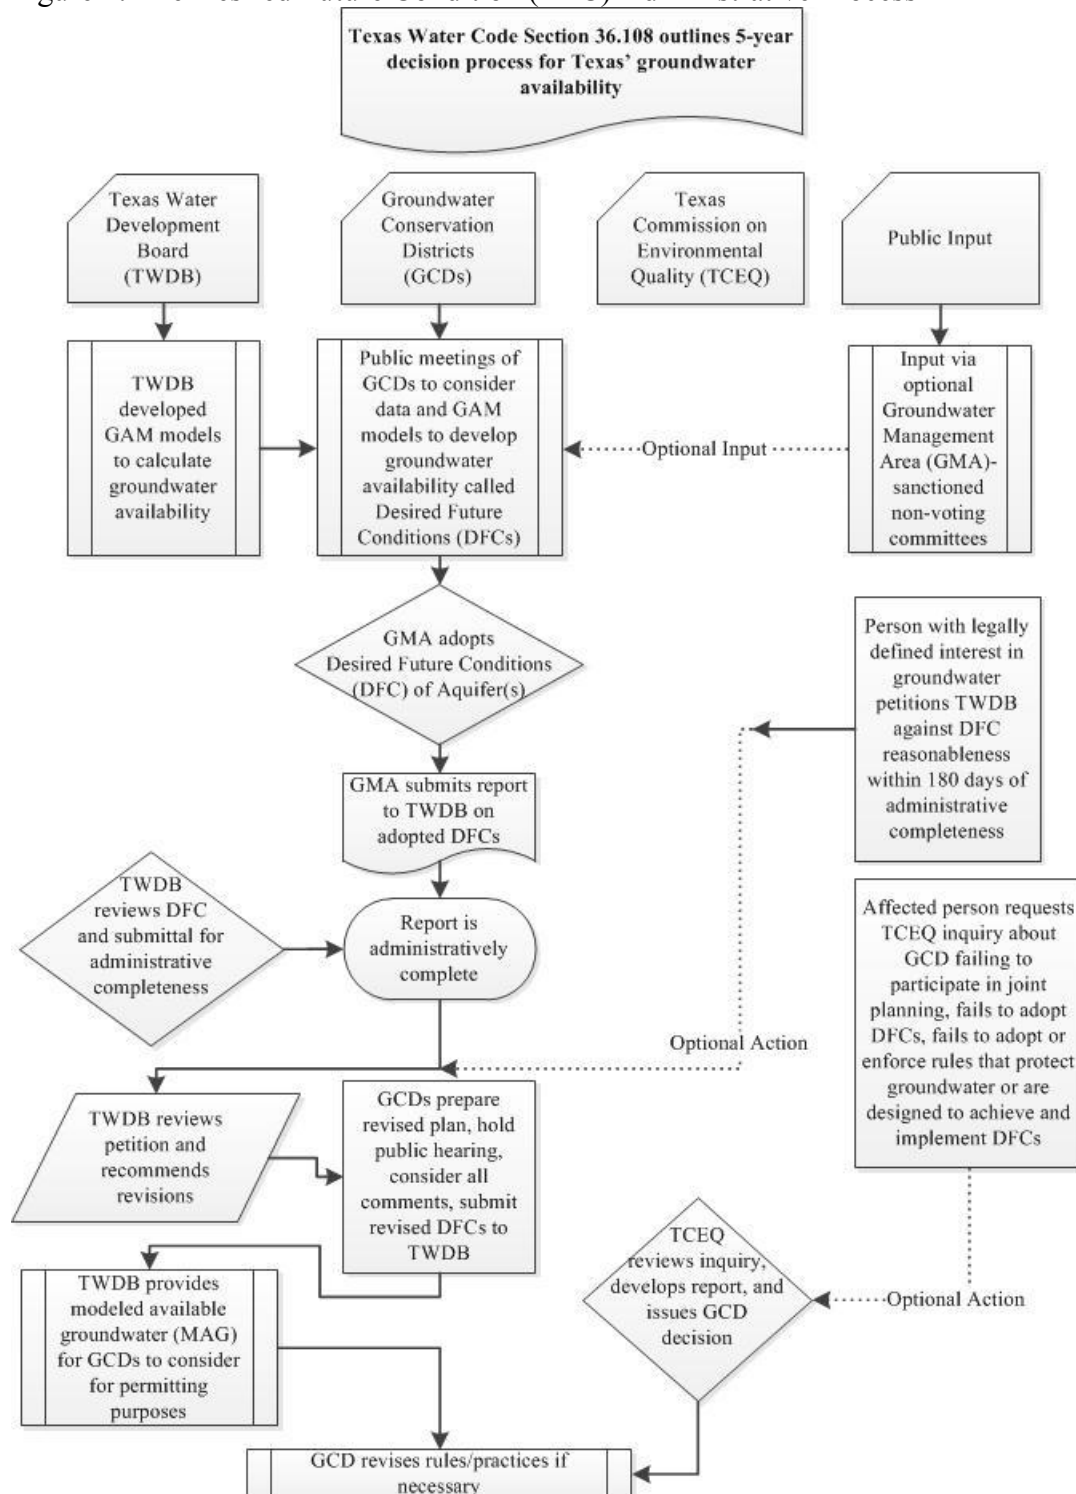 Texas Water Code Section 36.108 outlines 5-year
decision process for Texas' groundwater
availability
Texas Water
Development
Board
(TWDB)
Groundwater
Conservation
Districts
(GCDs)
Texas
Commission on
Environmental
Quality (TCEQ)
Public Input
TWDB
developed
GAM models
to calculate
groundwater
availability
Public meetings of
GCDs to consider
data and GAM
models to develop
groundwater
availability called
Desired Future
Conditions (DFCs)
Optional Input
Input via
optional
Groundwater
Management
Area (GMA)-
sanctioned
non-voting
committees
GMA adopts
Desired Future Conditions
(DFC) of Aquifer(s)
Person with legally
defined interest in
groundwater
petitions TWDB
against DFC
reasonableness
within 180 days of
administrative
completeness
GMA submits report
to TWDB on
adopted DFCs
TWDB
reviews DFC
and submittal for
administrative
completeness
Report is
administratively
complete
Affected person requests
TCEQ inquiry about
GCD failing to
participate in joint
planning, fails to adopt
DFCs, fails to adopt or
enforce rules that protect
groundwater or are
designed to achieve and
implement DFCs
Optional Action
TWDB reviews
petition and
recommends
revisions
GCDs prepare
revised plan, hold
public hearing,
consider all
comments, submit
revised DFCs to
TWDB
TCEQ
reviews inquiry,
develops report, and
issues GCD
decision
Optional Action
TWDB provides
modeled available
groundwater (MAG)
for GCDs to consider
for permitting
purposes
GCD revises rules/practices if
necessary